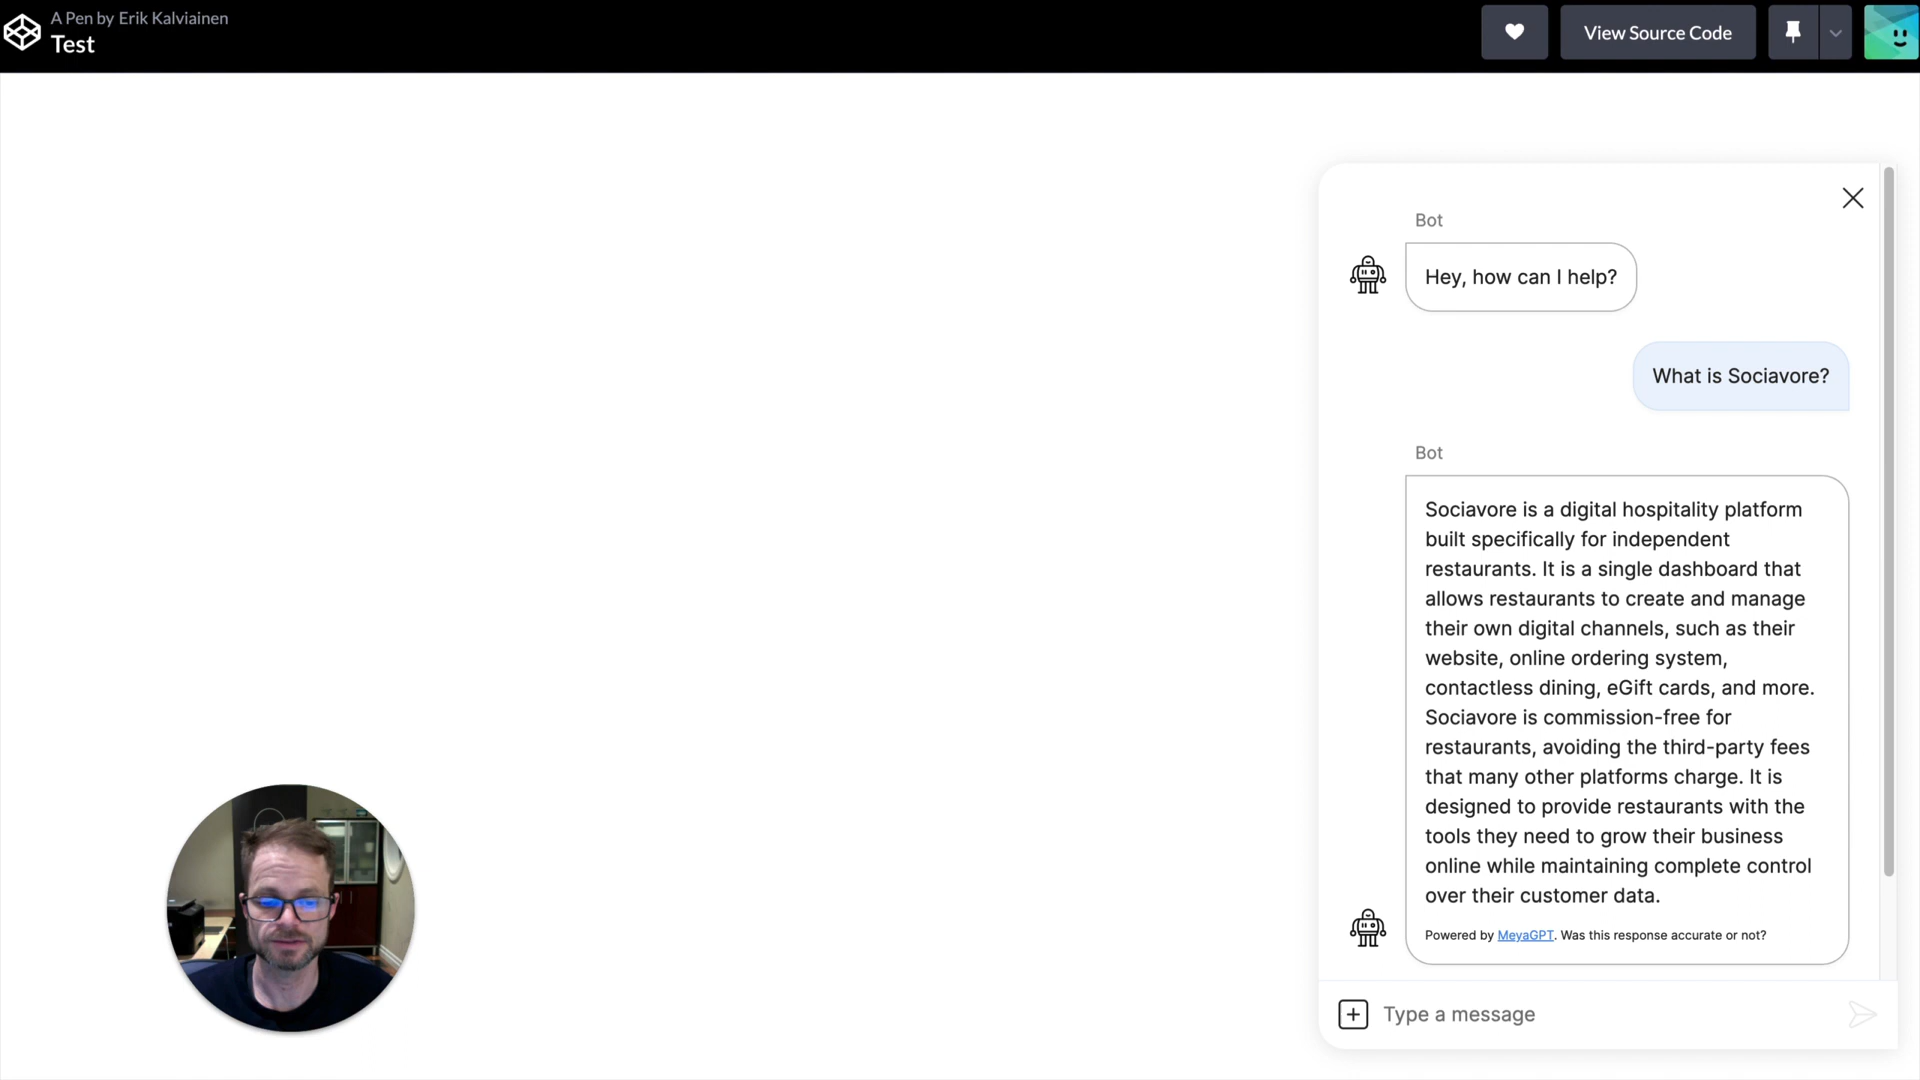 A Pen by Erik Kalviainen
Test
View Source Code
Bot
Hey, how can I help?
What is Sociavore?
Bot
Sociavore is a digital hospitality platform
built specifically for independent
restaurants. It is a single dashboard that
allows restaurants to create and manage
their own digital channels, such as their
website, online ordering system,
contactless dining, eGift cards, and more.
Sociavore is commission-free for
restaurants, avoiding the third-party fees
that many other platforms charge. It is
designed to provide restaurants with the
tools they need to grow their business
online while maintaining complete control
over their customer data.
Powered by MeyaGPT. Was this response accurate or not?
Type a message